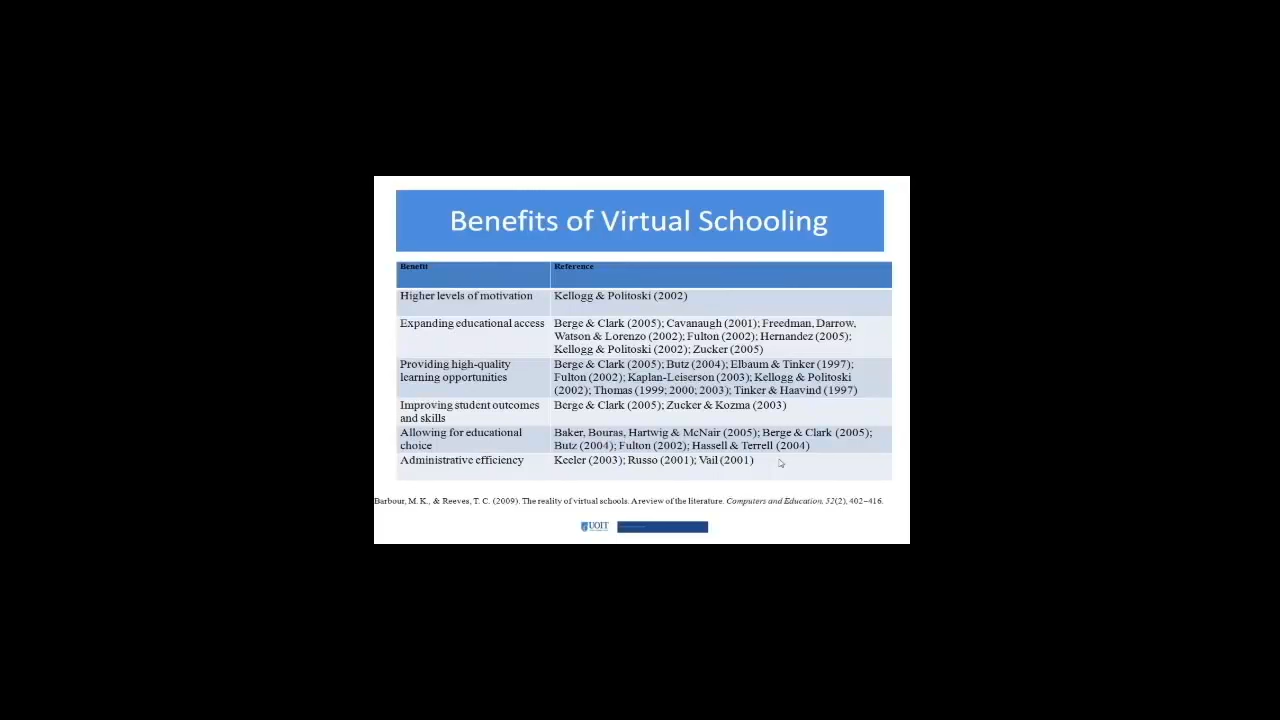 Benefits of Virtual Schooling
Benefit Reference
Higher levels of motivation Kellogg & Politoski (2002)
Expanding educational access Berge & Clark (2005); Cavanaugh (2001); Freedman, Darrow,
Watson & Lorenzo (2002); Fulton (2002); Hernandez (2005);
Kellogg & Politoski (2002); Zucker (2005)
Providing high-quality Berge & Clark (2005); Butz (2004); Elbaum & Tinker (1997);
learning opportunities Fulton (2002); Kaplan-Leiserson (2003); Kellogg & Politoski
(2002); Thomas (1999; 2000; 2003); Tinker & Haavind (1997)
Improving student outcomes Berge & Clark (2005); Zucker & Kozma (2003)
and skills
Allowing for educational Baker, Bouras, Hartwig & McNair (2005); Berge & Clark (2005);
choice Butz (2004); Fulton (2002); Hassell & Terrell (2004)
Administrative efficiency Keeler (2003); Russo (2001); Vail (2001)
Barbour, M. K., & Reeves, T. C. (2009). The reality of virtual schools. A review of the literature. Computers and Education, 52(2), 402–416.
UOIT